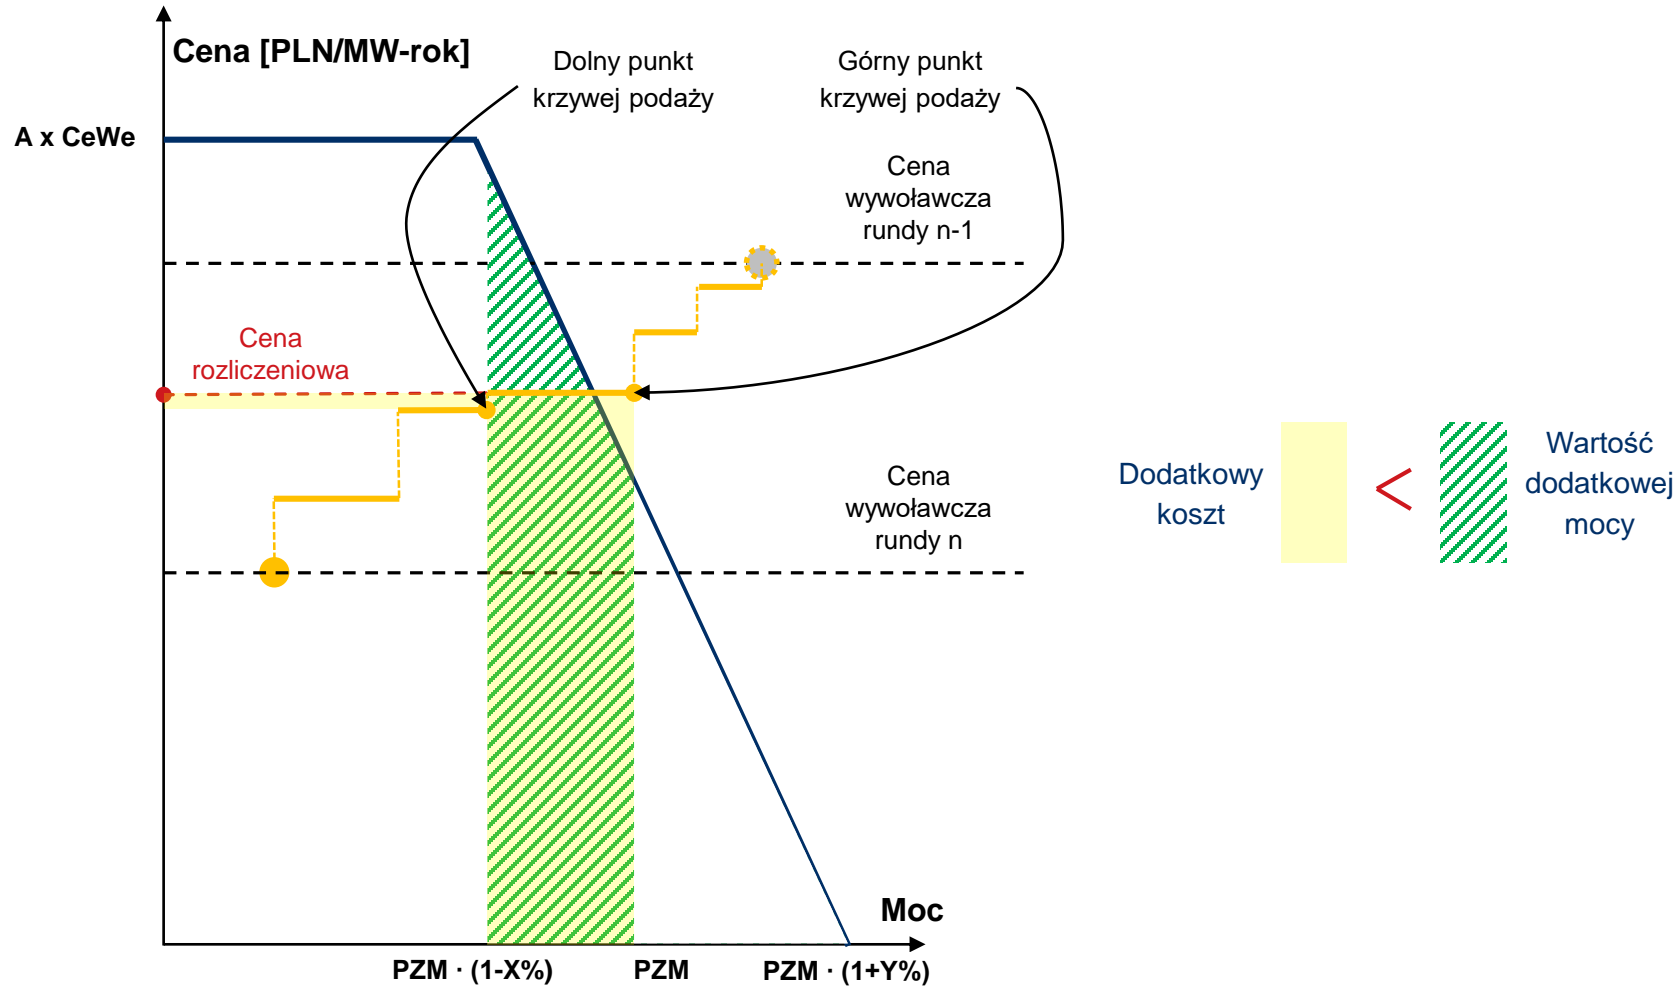 Cena [PLN/MW-rok]
Dolny punkt
krzywej podaży
Górny punkt
krzywej podaży
A x CeWe
Cena
wywoławcza
rundy n-1
Cena
rozliczeniowa
Cena
wywoławcza
rundy n
Dodatkowy
koszt
<
Wartość
dodatkowej
mocy
Moc
PZM · (1-X%)
PZM
PZM · (1+Y%)